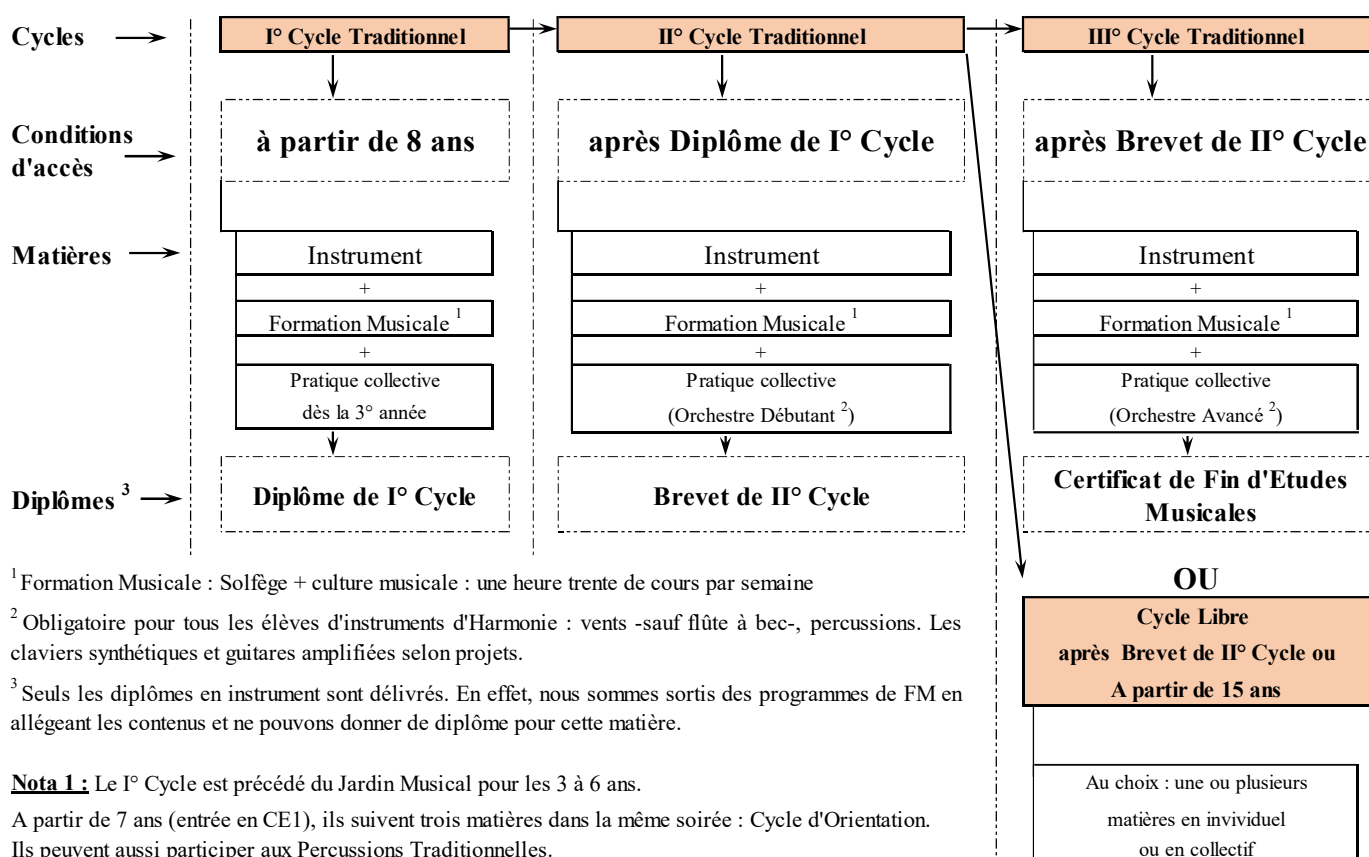 Cycles
I° Cycle Traditionnel
II° Cycle Traditionnel
III° Cycle Traditionnel
Conditions
d'accès
à partir de 8 ans
après Diplôme de I° Cycle
après Brevet de II° Cycle
Matières
Instrument
Instrument
Instrument
+
+
+
Formation Musicale 1
Formation Musicale 1
Formation Musicale 1
+
+
+
Pratique collective
dès la 3° année
Pratique collective
(Orchestre Débutant 2)
Pratique collective
(Orchestre Avancé 2)
Diplômes 3
Diplôme de I° Cycle
Brevet de II° Cycle
Certificat de Fin d'Etudes
Musicales
1 Formation Musicale : Solfège + culture musicale : une heure trente de cours par semaine
2 Obligatoire pour tous les élèves d'instruments d'Harmonie : vents -sauf flûte à bec-, percussions. Les
claviers synthétiques et guitares amplifiées selon projets.
3 Seuls les diplômes en instrument sont délivrés. En effet, nous sommes sortis des programmes de FM en
allégeant les contenus et ne pouvons donner de diplôme pour cette matière.
Nota 1 : Le I° Cycle est précédé du Jardin Musical pour les 3 à 6 ans.
A partir de 7 ans (entrée en CE1), ils suivent trois matières dans la même soirée : Cycle d'Orientation.
Ils peuvent aussi participer aux Percussions Traditionnelles.
OU
Cycle Libre
après Brevet de II° Cycle ou
A partir de 15 ans
Au choix : une ou plusieurs
matières en inviduel
ou en collectif